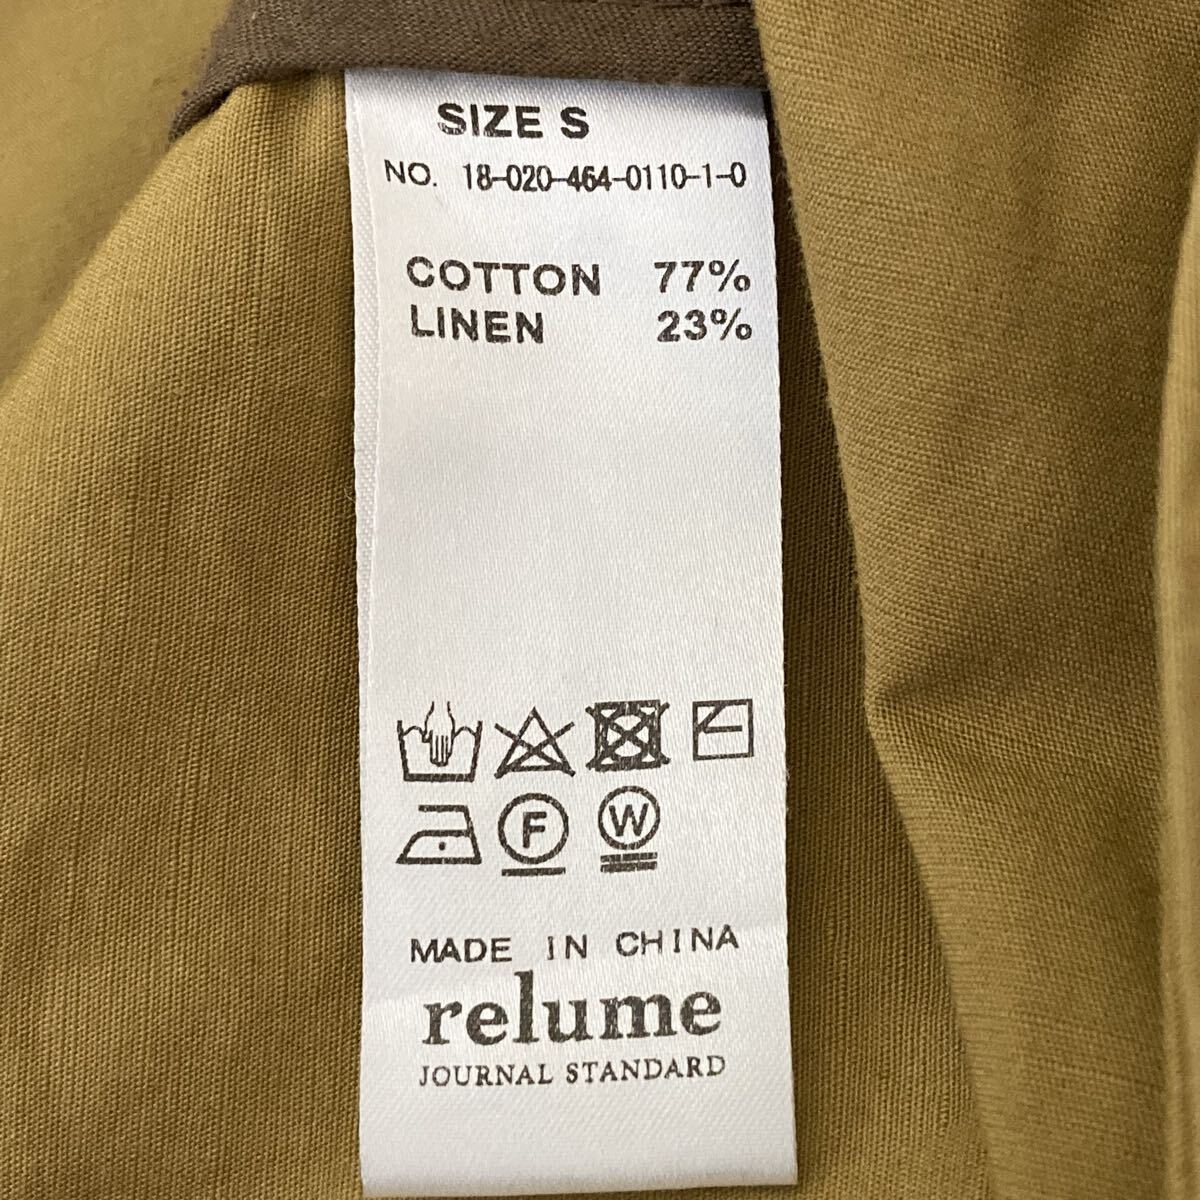 SIZE S
NO. 18-020-464-0110-1-0
COTTON 77%
LINEN 23%
F W
MADE IN CHINA
relume
JOURNAL STANDARD